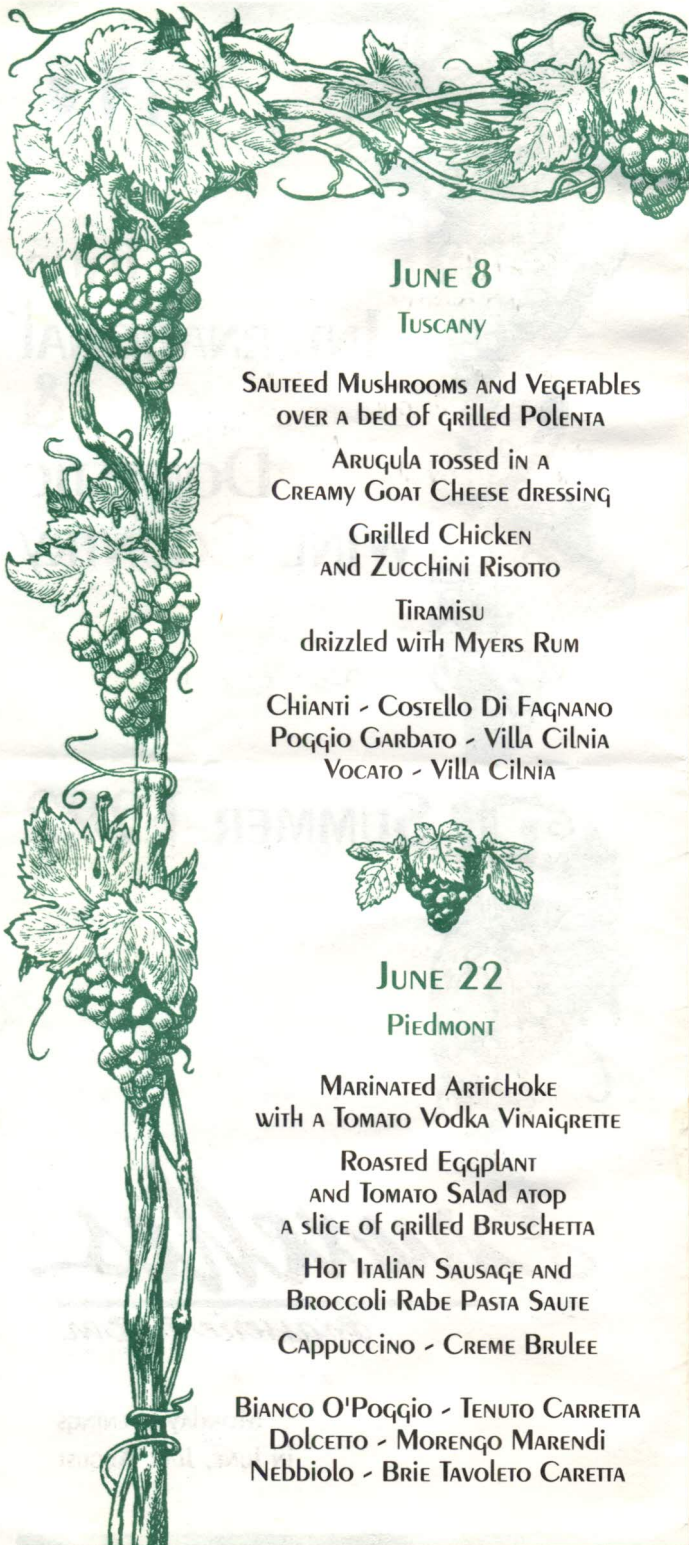 June 8
Tuscany
Sauteed Mushrooms and Vegetables
over a bed of grilled Polenta
Arugula tossed in a
Creamy Goat Cheese dressing
Grilled Chicken
and Zucchini Risotto
Tiramisu
drizzled with Myers Rum
Chianti - Costello Di Fagnano
Poggio Garbato - Villa Cilnia
Vocato - Villa Cilnia
June 22
Piedmont
Marinated Artichoke
with a Tomato Vodka Vinaigrette
Roasted Eggplant
and Tomato Salad atop
a slice of grilled Bruschetta
Hot Italian Sausage and
Broccoli Rabe Pasta Saute
Cappuccino - Creme Brulee
Bianco O'Poggio - Tenuto Carretta
Dolcetto - Morengo Marendi
Nebbiolo - Brie Tavoleto Caretta